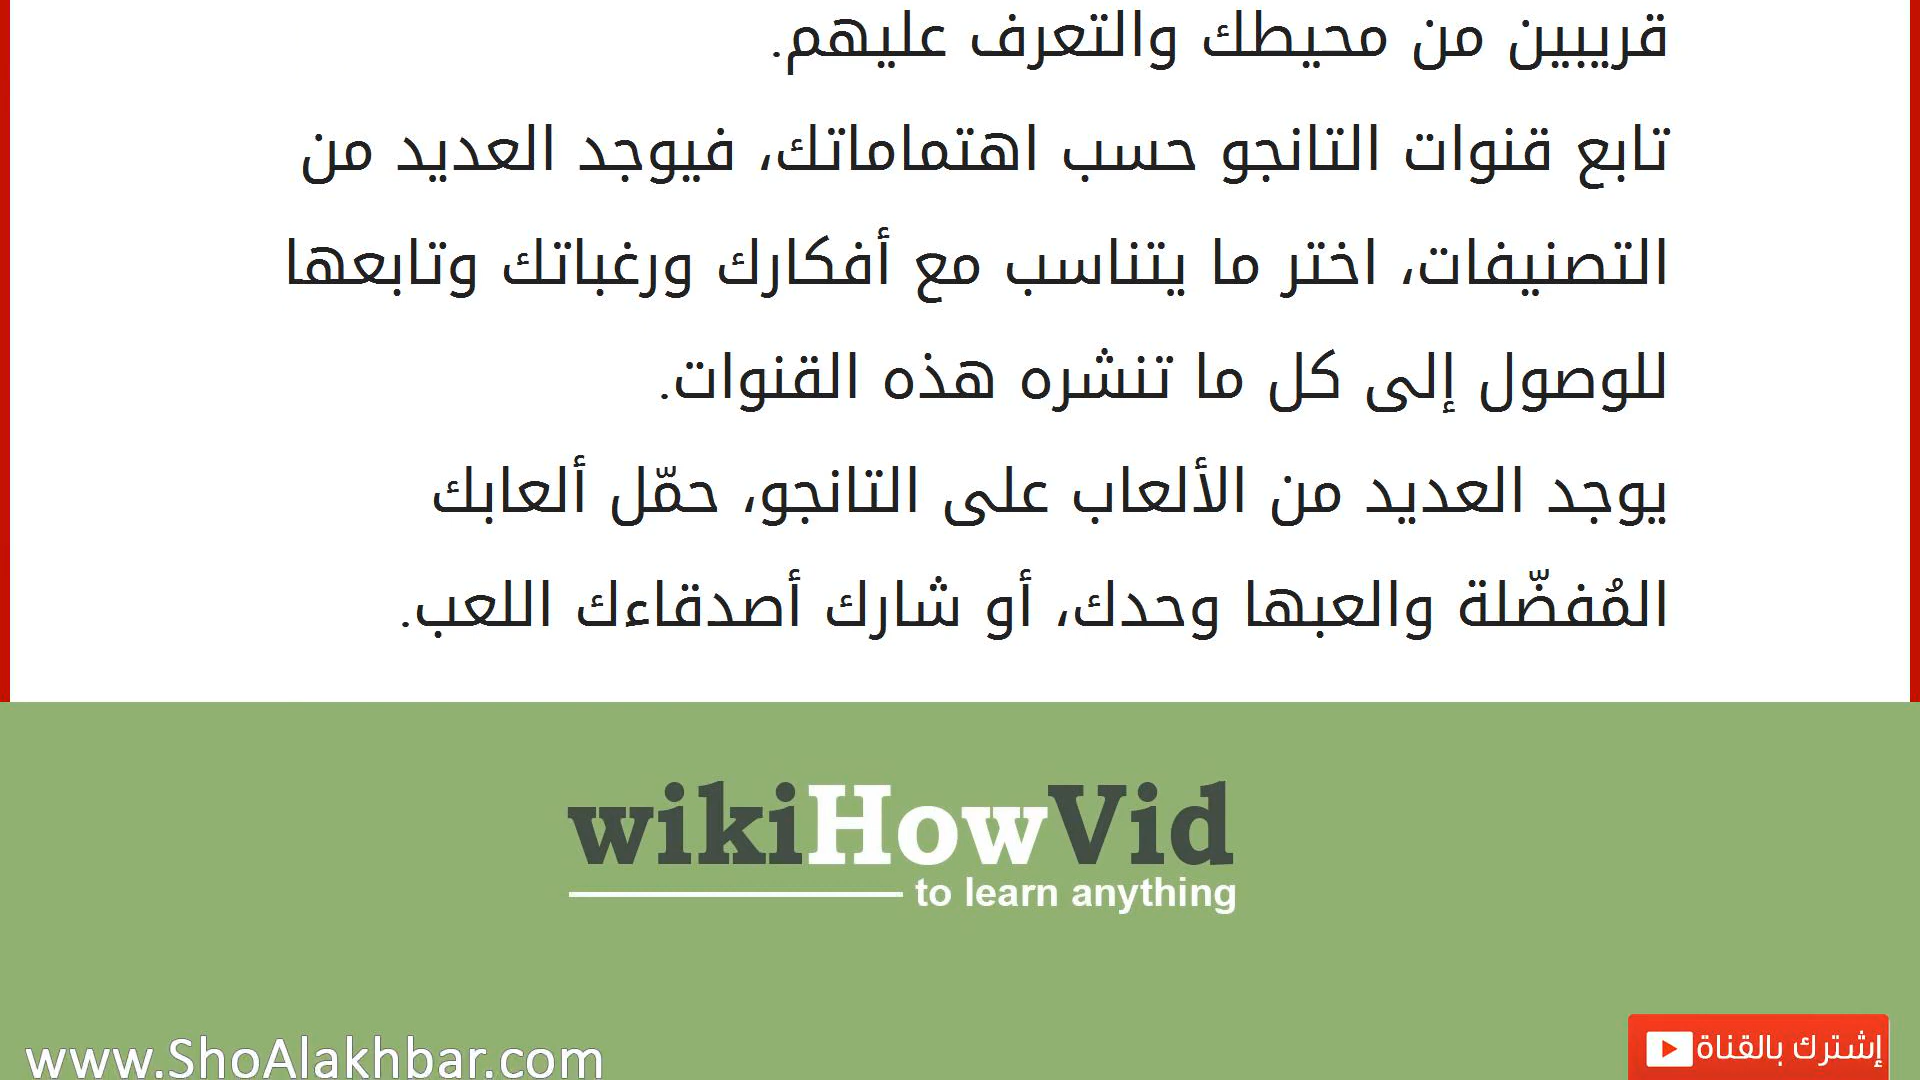 قريبين من محيطك والتعرف عليهم.
تابع قنوات التانجو حسب اهتماماتك، فيوجد العديد من
التصنيفات، اختر ما يتناسب مع أفكارك ورغباتك وتابعها
للوصول إلى كل ما تنشره هذه القنوات.
يوجد العديد من الألعاب على التانجو، حمّل ألعابك
المُفضّلة والعبها وحدك، أو شارك أصدقاءك اللعب.
wikiHowVid
to learn anything
www.ShoAlakhbar.com
إشترك بالقناة